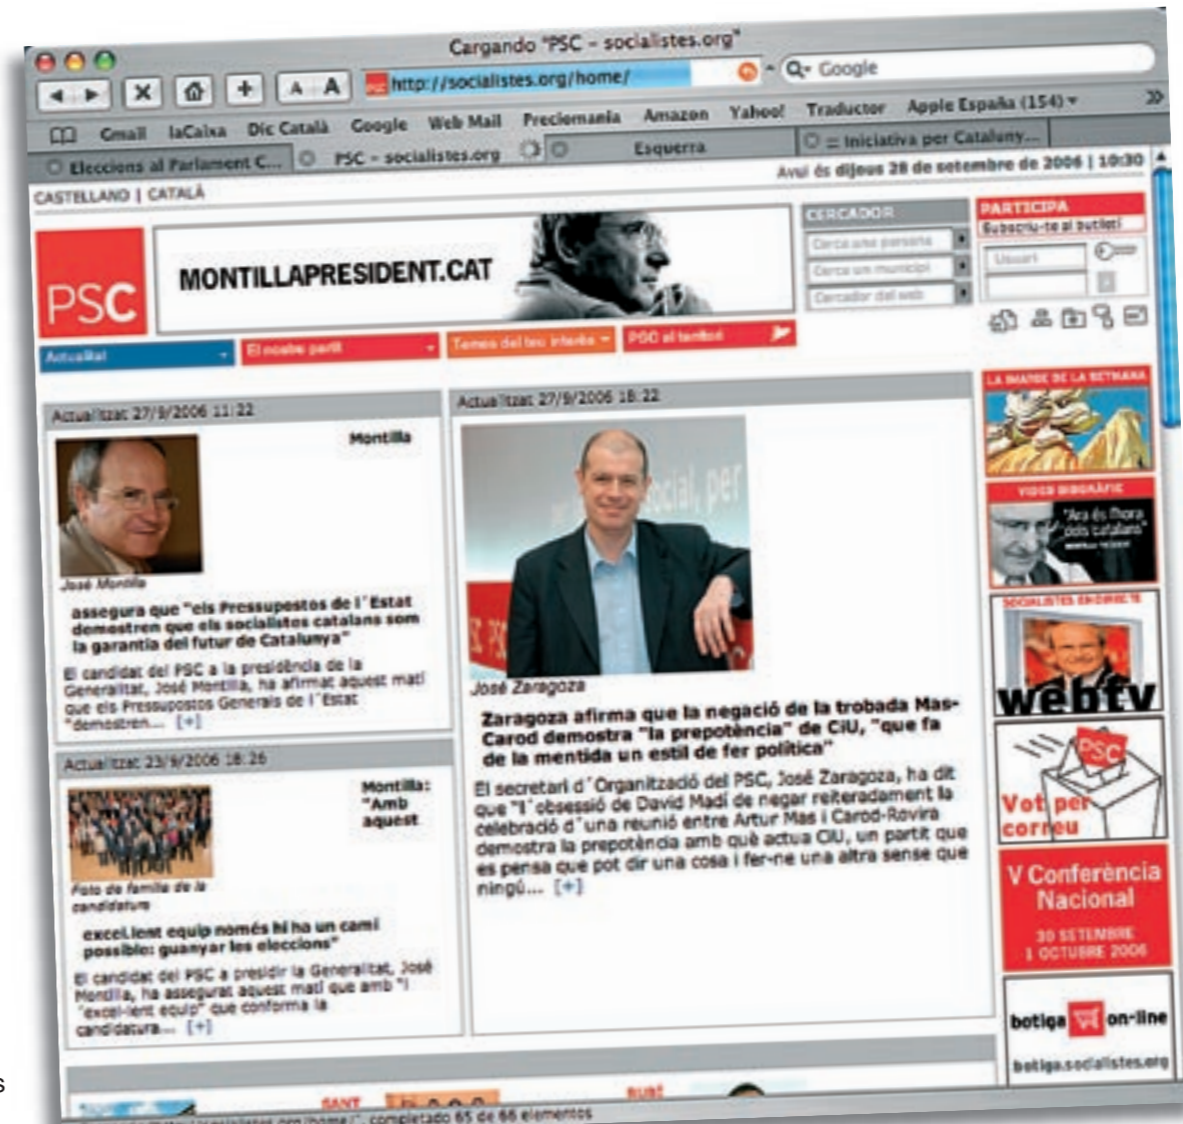 Cargando "PSC - socialistes.org"
http://socialistes.org/home/
Google
Gmail laCaixa Dic Català Google Web Mail Preciomania Amazon Yahoo! Traductor Apple España (154)
Eleccions al Parlament C...
PSC - socialistes.org
Esquerra
:: Iniciativa per Cataluny...
Avui és dijous 28 de setembre de 2006 | 10:30
CASTELLANO | CATALÀ
PSC
MONTILLAPRESIDENT.CAT
CERCADOR
Cerca una persona
Cerca un municipi
Cercador del web
PARTICIPA
Subscriu-te al butlletí
Usuari
Actualitat
El nostre partit
Temes del teu interès
PSC al territori
Actualitzat 27/9/2006 11:22
Montilla
José Montilla
assegura que "els Pressupostos de l´Estat
demostren que els socialistes catalans som
la garantia del futur de Catalunya"
El candidat del PSC a la presidència de la
Generalitat, José Montilla, ha afirmat aquest matí
que els Pressupostos Generals de l´Estat
"demostren... [+]
Actualitzat 23/9/2006 18:26
Montilla:
"Amb
aquest
Foto de família de la
candidatura
excel.lent equip només hi ha un camí
possible: guanyar les eleccions"
El candidat del PSC a presidir la Generalitat, José
Montilla, ha assegurat aquest matí que amb "l
´excel·lent equip" que conforma la
candidatura... [+]
Actualitzat 27/9/2006 18:22
social, per
PSC
José Zaragoza
Zaragoza afirma que la negació de la trobada Mas-
Carod demostra "la prepotència" de CiU, "que fa
de la mentida un estil de fer política"
El secretari d´Organització del PSC, José Zaragoza, ha dit
que "l´obsessió de David Madí de negar reiteradament la
celebració d´una reunió entre Artur Mas i Carod-Rovira
demostra la prepotència amb què actua CiU, un partit que
es pensa que pot dir una cosa i fer-ne una altra sense que
ningú... [+]
LA IMATGE DE LA SETMANA
VIDEO BIOGRÀFIC
"Ara és l'hora
dels catalans"
SOCIALISTES EN DIRECTE
webtv
PSC
Vot per
correu
V Conferència
Nacional
30 SETEMBRE
1 OCTUBRE 2006
botiga on-line
botiga.socialistes.org
SANT
RUBÍ
socialistes.org/home/", completado 65 de 66 elementos
s